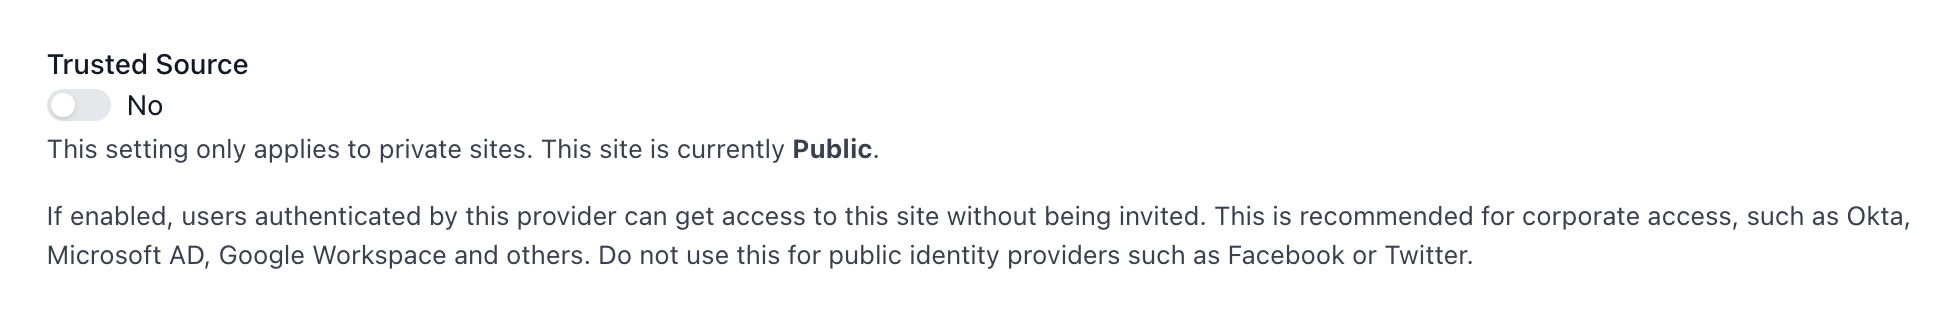 Trusted Source
No
This setting only applies to private sites. This site is currently Public.
If enabled, users authenticated by this provider can get access to this site without being invited. This is recommended for corporate access, such as Okta,
Microsoft AD, Google Workspace and others. Do not use this for public identity providers such as Facebook or Twitter.